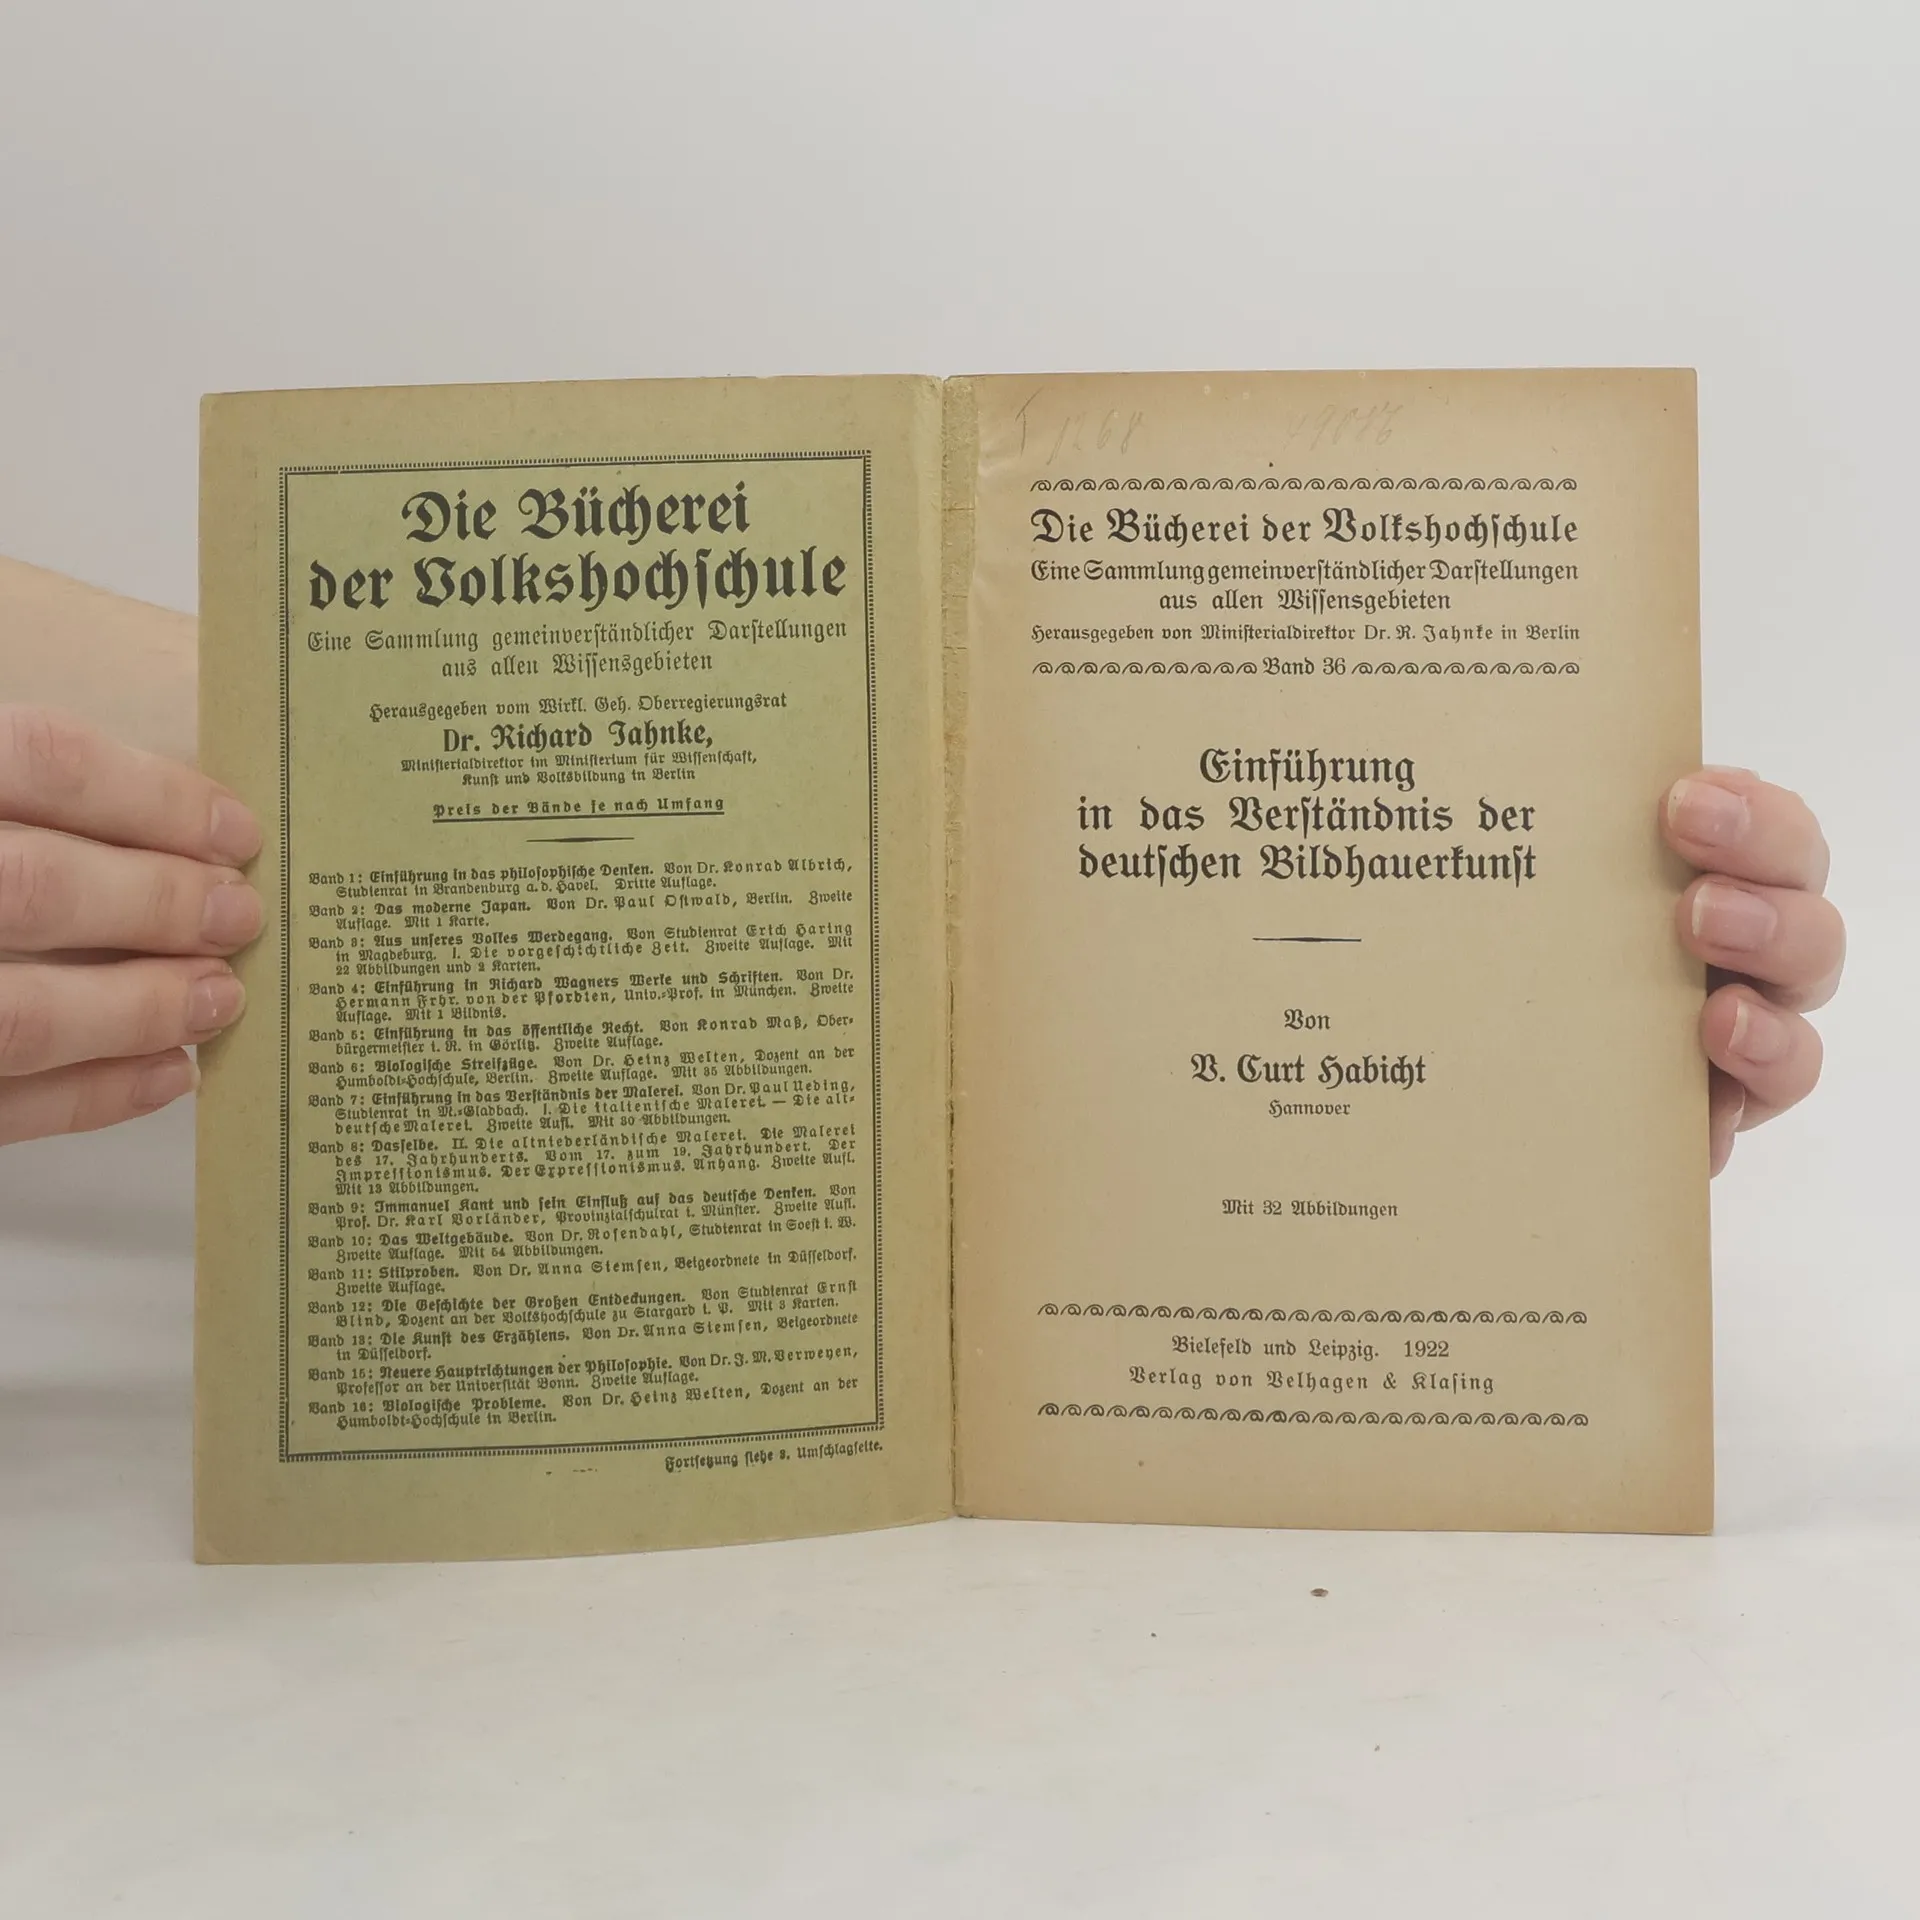 Die Bücherei
der Volkshochſchule
Eine Sammlung gemeinverſtändlicher Darſtellungen
aus allen Wiſſensgebieten
Herausgegeben vom Wirkl. Geh. Oberregierungsrat
Dr. Richard Jahnke,
Miniſterialdirektor im Miniſterium für Wiſſenſchaft,
Kunſt und Volksbildung in Berlin
Preis der Bände je nach Umfang
Band 1: Einführung in das philoſophiſche Denken. Von Dr. Konrad Albrich,
Studienrat in Brandenburg a. d. Havel. Dritte Auflage.
Band 2: Das moderne Japan. Von Dr. Paul Oſtwald, Berlin. Zweite
Auflage. Mit 1 Karte.
Band 3: Aus unſeres Volkes Werdegang. Von Studienrat Erich Haring
in Magdeburg. I. Die vorgeſchichtliche Zeit. Zweite Auflage. Mit
22 Abbildungen und 2 Karten.
Band 4: Einführung in Richard Wagners Werke und Schriften. Von Dr.
Hermann Frhr. von der Pfordten, Univ.-Prof. in München. Zweite
Auflage. Mit 1 Bildnis.
Band 5: Einführung in das öffentliche Recht. Von Konrad Maß, Ober-
bürgermeiſter i. R. in Görlitz. Zweite Auflage.
Band 6: Biologiſche Streifzüge. Von Dr. Heinz Welten, Dozent an der
Humboldt-Hochſchule, Berlin. Zweite Auflage. Mit 35 Abbildungen.
Band 7: Einführung in das Verſtändnis der Malerei. Von Dr. Paul Ueding,
Studienrat in M.-Gladbach. I. Die italieniſche Malerei. — Die alt-
deutſche Malerei. Zweite Aufl. Mit 30 Abbildungen.
Band 8: Dasſelbe. II. Die altniederländiſche Malerei. Die Malerei
des 17. Jahrhunderts. Vom 17. zum 19. Jahrhundert. Der
Impreſſionismus. Der Expreſſionismus. Anhang. Zweite Aufl.
Mit 13 Abbildungen.
Band 9: Immanuel Kant und ſein Einfluß auf das deutſche Denken. Von
Prof. Dr. Karl Vorländer, Provinzialſchulrat i. Münſter. Zweite Aufl.
Band 10: Das Weltgebäude. Von Dr. Roſendahl, Studienrat in Soeſt i. W.
Zweite Auflage. Mit 54 Abbildungen.
Band 11: Stilproben. Von Dr. Anna Siemſen, Beigeordnete in Düſſeldorf.
Zweite Auflage.
Band 12: Die Geſchichte der Großen Entdeckungen. Von Studienrat Ernſt
Blind, Dozent an der Volkshochſchule zu Stargard i. P. Mit 3 Karten.
Band 13: Die Kunſt des Erzählens. Von Dr. Anna Siemſen, Beigeordnete
in Düſſeldorf.
Band 15: Neuere Hauptrichtungen der Philoſophie. Von Dr. J. M. Verweyen,
Profeſſor an der Univerſität Bonn. Zweite Auflage.
Band 16: Biologiſche Probleme. Von Dr. Heinz Welten, Dozent an der
Humboldt-Hochſchule in Berlin.
Fortſetzung ſiehe 3. Umſchlagſeite.
1268
Die Bücherei der Volkshochſchule
Eine Sammlung gemeinverſtändlicher Darſtellungen
aus allen Wiſſensgebieten
Herausgegeben von Miniſterialdirektor Dr. R. Jahnke in Berlin
Band 36
Einführung
in das Verſtändnis der
deutſchen Bildhauerkunſt
Von
V. Curt Habicht
Hannover
Mit 32 Abbildungen
Bielefeld und Leipzig. 1922
Verlag von Velhagen & Klaſing